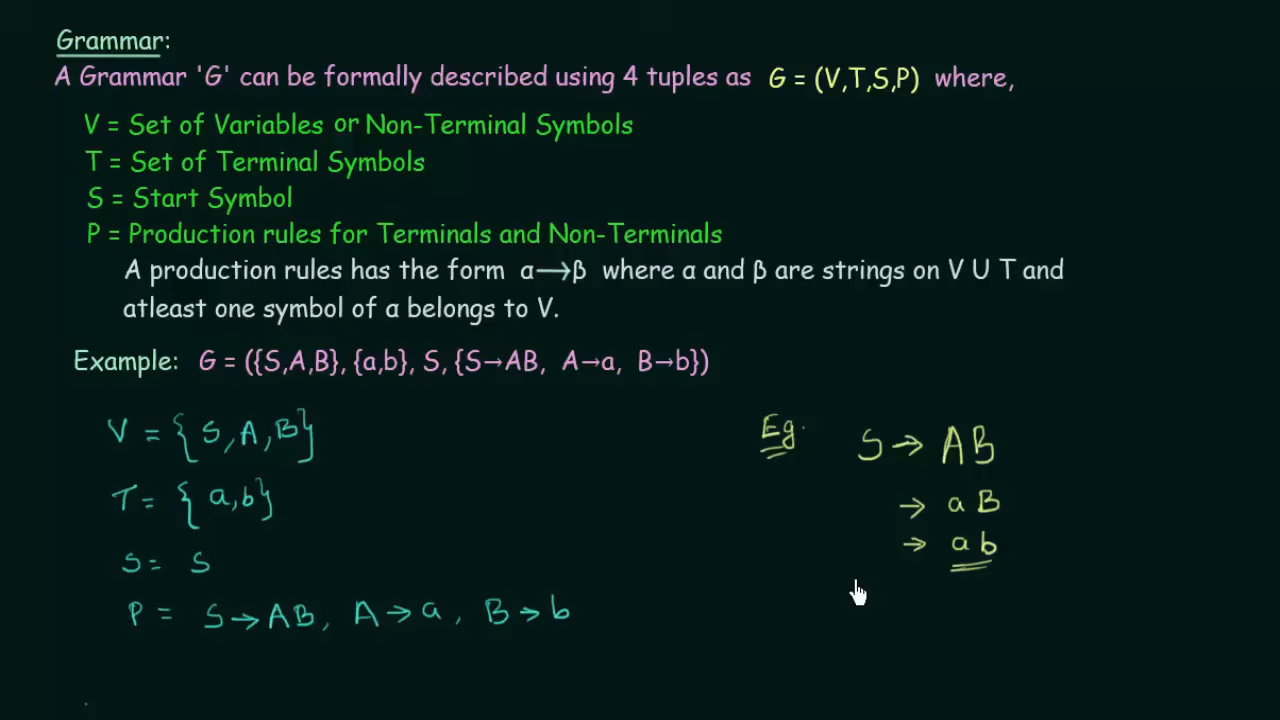 Grammar:
A Grammar 'G' can be formally described using 4 tuples as G = (V,T,S,P) where,
V = Set of Variables or Non-Terminal Symbols
T = Set of Terminal Symbols
S = Start Symbol
P = Production rules for Terminals and Non-Terminals
A production rules has the form α→β where α and β are strings on V U T and
atleast one symbol of α belongs to V.
Example: G = ({S,A,B}, {a,b}, S, {S→AB, A→a, B→b})
V = {S, A, B}
T = {a, b}
S = S
P = S → AB, A → a, B → b
Eg. S → AB
→ aB
→ ab